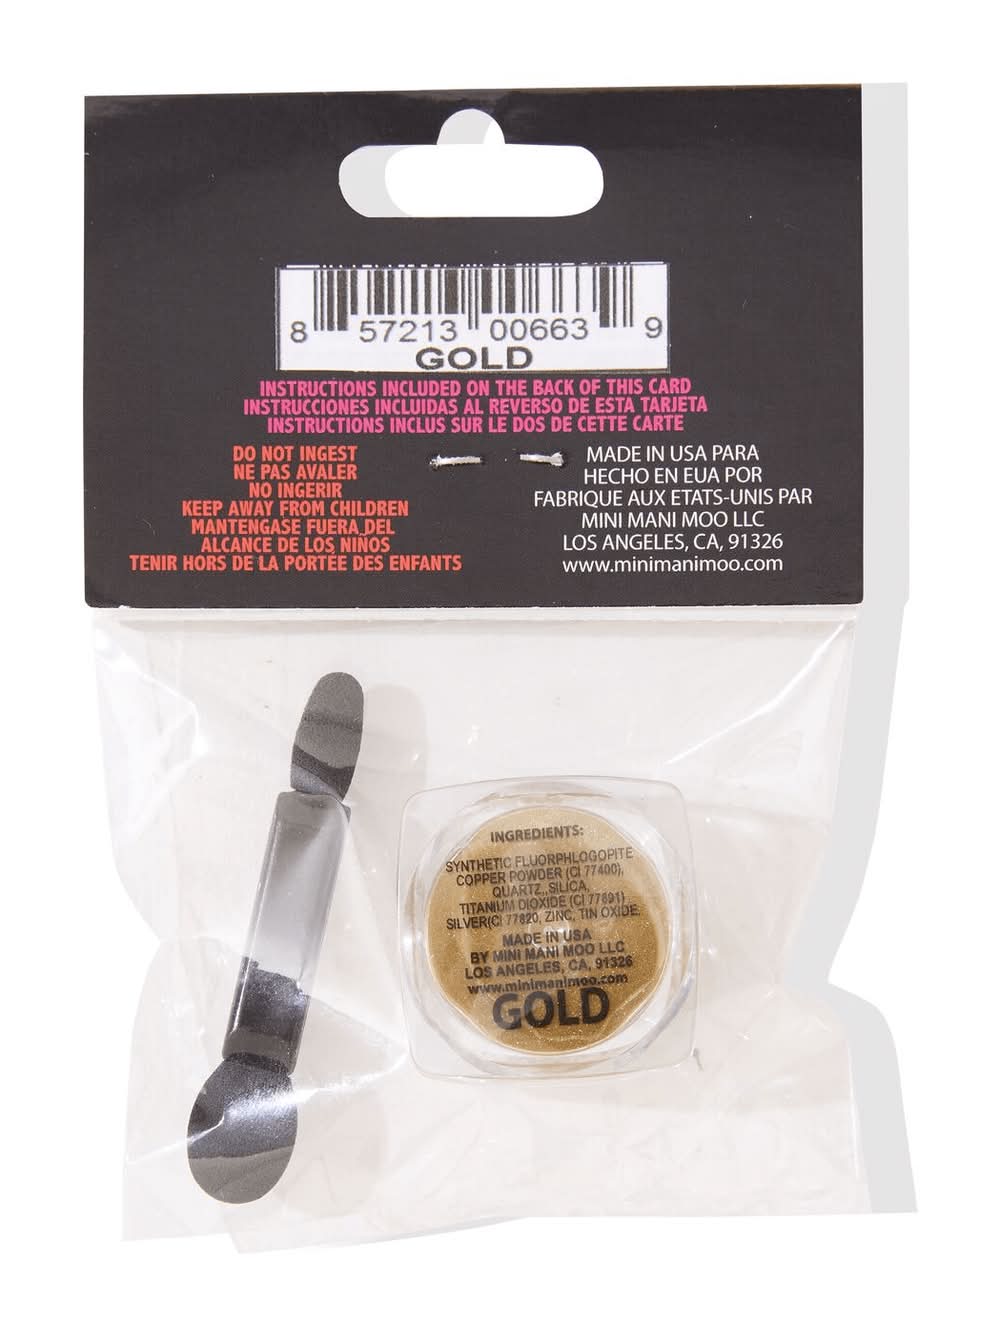 8 57213 00663 9
GOLD
INSTRUCTIONS INCLUDED ON THE BACK OF THIS CARD
INSTRUCCIONES INCLUIDAS AL REVERSO DE ESTA TARJETA
INSTRUCTIONS INCLUS SUR LE DOS DE CETTE CARTE
DO NOT INGEST
NE PAS AVALER
NO INGERIR
KEEP AWAY FROM CHILDREN
MANTENGASE FUERA DEL
ALCANCE DE LOS NIÑOS
TENIR HORS DE LA PORTÉE DES ENFANTS
MADE IN USA PARA
HECHO EN EUA POR
FABRIQUE AUX ETATS-UNIS PAR
MINI MANI MOO LLC
LOS ANGELES, CA, 91326
www.minimanimoo.com
INGREDIENTS:
SYNTHETIC FLUORPHLOGOPITE
COPPER POWDER (CI 77400),
QUARTZ,,SILICA,
TITANIUM DIOXIDE (CI 77891)
SILVER(CI 77820, ZINC, TIN OXIDE.
MADE IN USA
BY MINI MANI MOO LLC
LOS ANGELES, CA, 91326
www.minimanimoo.com
GOLD